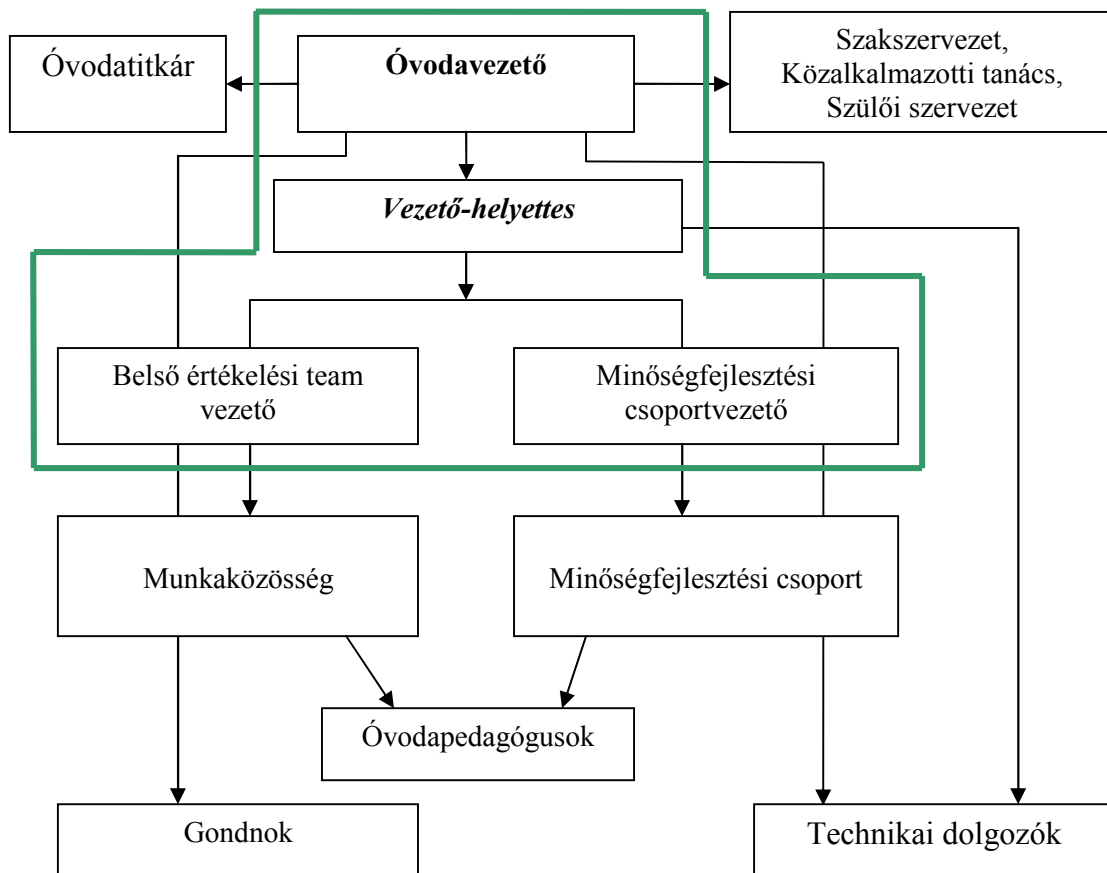 Óvodatitkár
Óvodavezető
Szakszervezet,
Közalkalmazotti tanács,
Szülői szervezet
Vezető-helyettes
Belső értékelési team
vezető
Minőségfejlesztési
csoportvezető
Munkaközösség
Minőségfejlesztési csoport
Óvodapedagógusok
Gondnok
Technikai dolgozók